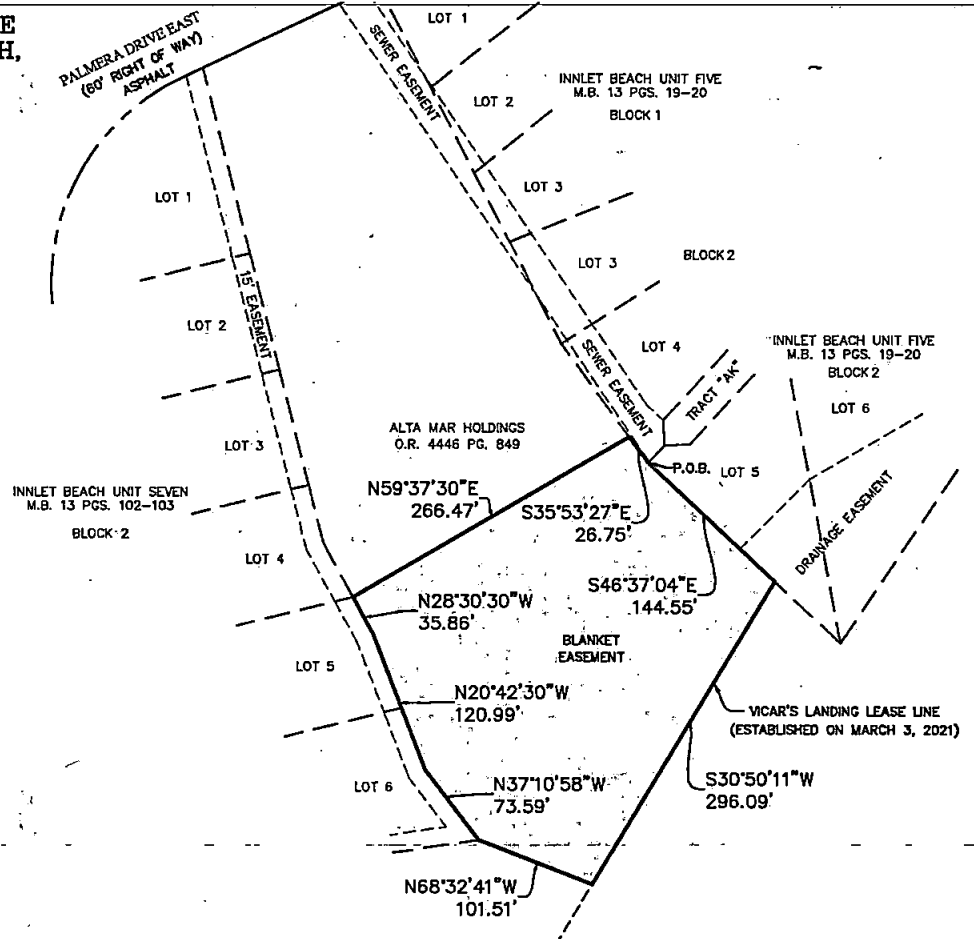 E
H,
PALMERA DRIVE EAST
(60' RIGHT OF WAY)
ASPHALT
LOT 1
SEWER EASEMENT
LOT 2
INNLET BEACH UNIT FIVE
M.B. 13 PGS. 19-20
BLOCK 1
LOT 3
LOT 1
LOT 3
BLOCK 2
15' EASEMENT
LOT 2
SEWER EASEMENT
LOT 4
TRACT "AK"
INNLET BEACH UNIT FIVE
M.B. 13 PGS. 19-20
BLOCK 2
LOT 6
ALTA MAR HOLDINGS
O.R. 4446 PG. 849
LOT 3
P.O.B.
LOT 5
INNLET BEACH UNIT SEVEN
M.B. 13 PGS. 102-103
BLOCK 2
N59°37'30"E
266.47'
S35°53'27"E
26.75'
DRAINAGE EASEMENT
LOT 4
S46°37'04"E
144.55'
N28°30'30"W
35.86'
BLANKET
EASEMENT
LOT 5
N20°42'30"W
120.99'
VICAR'S LANDING LEASE LINE
(ESTABLISHED ON MARCH 3, 2021)
LOT 6
N37°10'58"W
73.59'
S30°50'11"W
296.09'
N68°32'41"W
101.51'